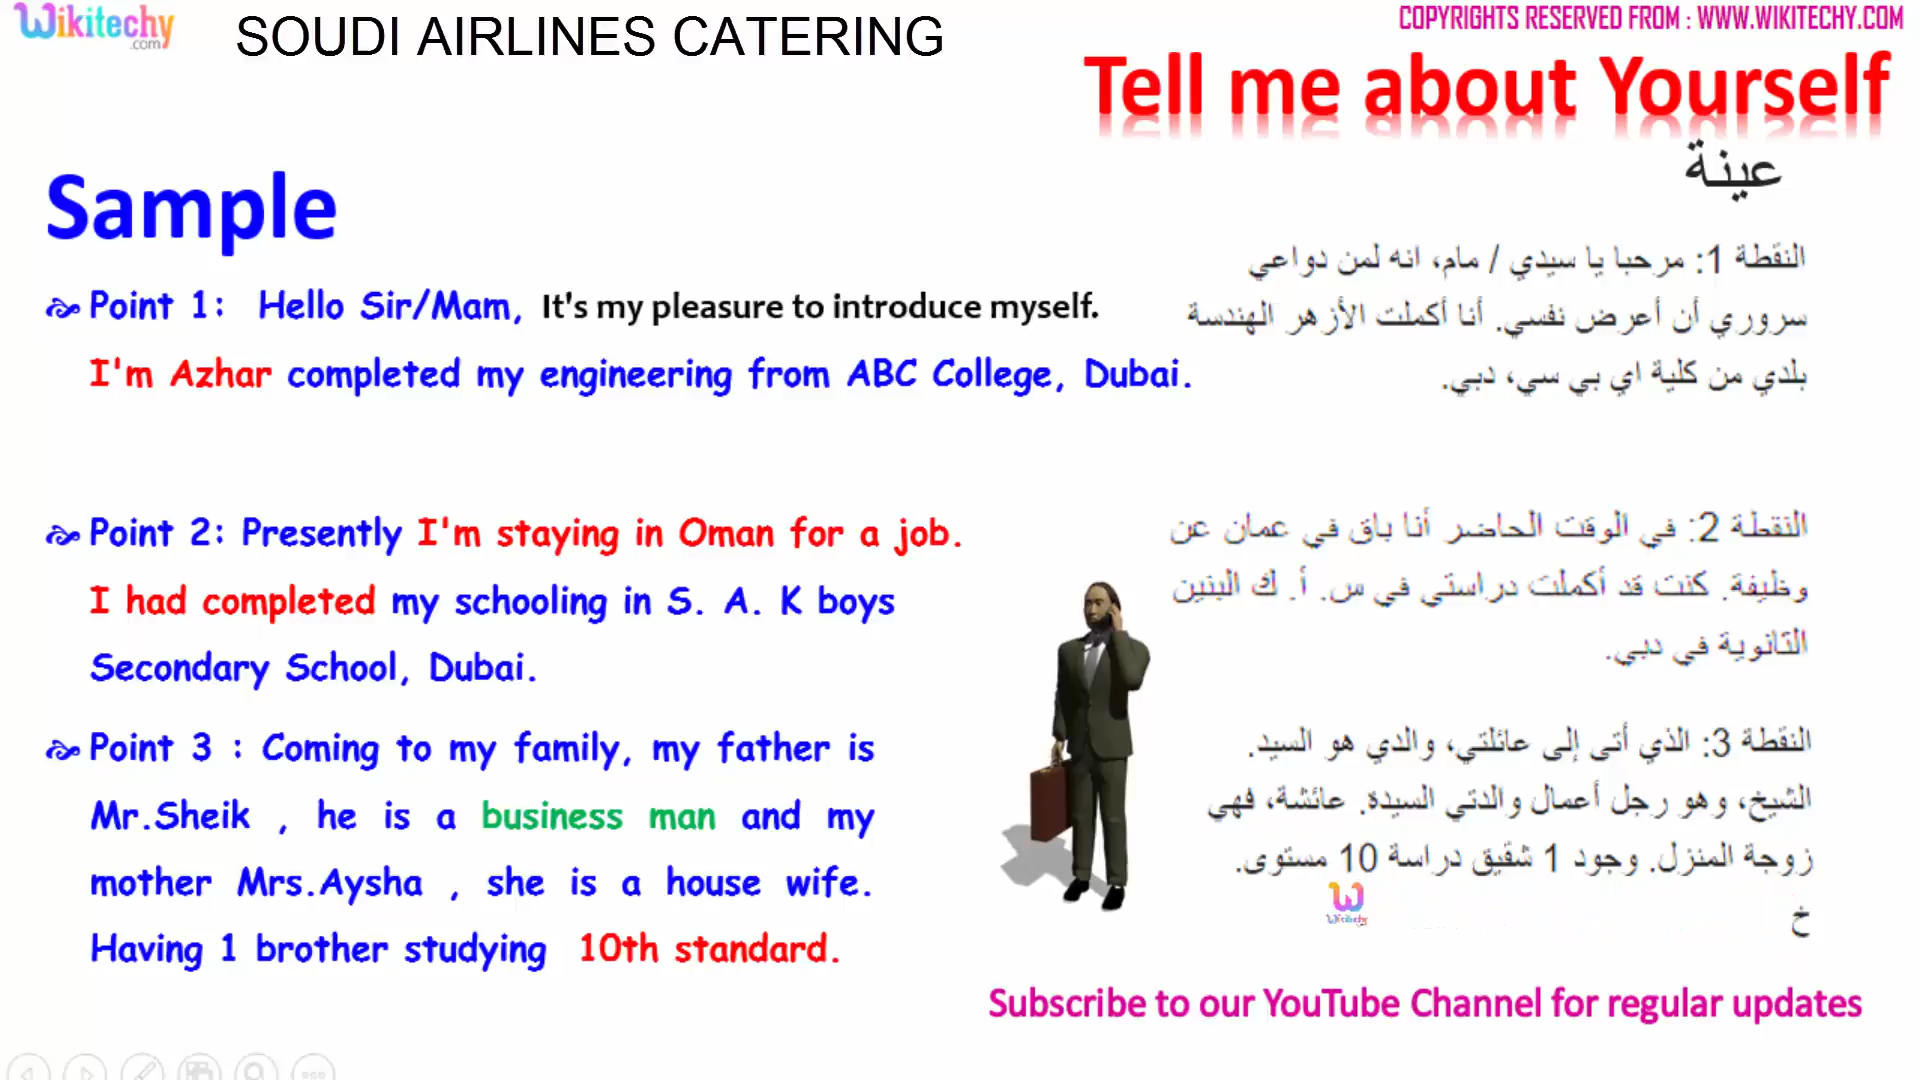 Wikitechy
.com
SOUDI AIRLINES CATERING
COPYRIGHTS RESERVED FROM : WWW.WIKITECHY.COM
Tell me about Yourself
Sample
Point 1: Hello Sir/Mam, It's my pleasure to introduce myself.
I'm Azhar completed my engineering from ABC College, Dubai.
Point 2: Presently I'm staying in Oman for a job.
I had completed my schooling in S. A. K boys
Secondary School, Dubai.
Point 3 : Coming to my family, my father is
Mr.Sheik , he is a business man and my
mother Mrs.Aysha , she is a house wife.
Having 1 brother studying 10th standard.
عينة
النقطة 1: مرحبا يا سيدي / مام، انه لمن دواعي
سروري أن أعرض نفسي. أنا أكملت الأزهر الهندسة
بلدي من كلية اي بي سي، دبي.
النقطة 2: في الوقت الحاضر أنا باق في عمان عن
وظيفة. كنت قد أكملت دراستي في س. أ. ك البنين
الثانوية في دبي.
النقطة 3: الذي أتى إلى عائلتي، والدي هو السيد.
الشيخ، وهو رجل أعمال والدتي السيدة. عائشة، فهي
زوجة المنزل. وجود 1 شقيق دراسة 10 مستوى.
خ
Wikitechy
Subscribe to our YouTube Channel for regular updates